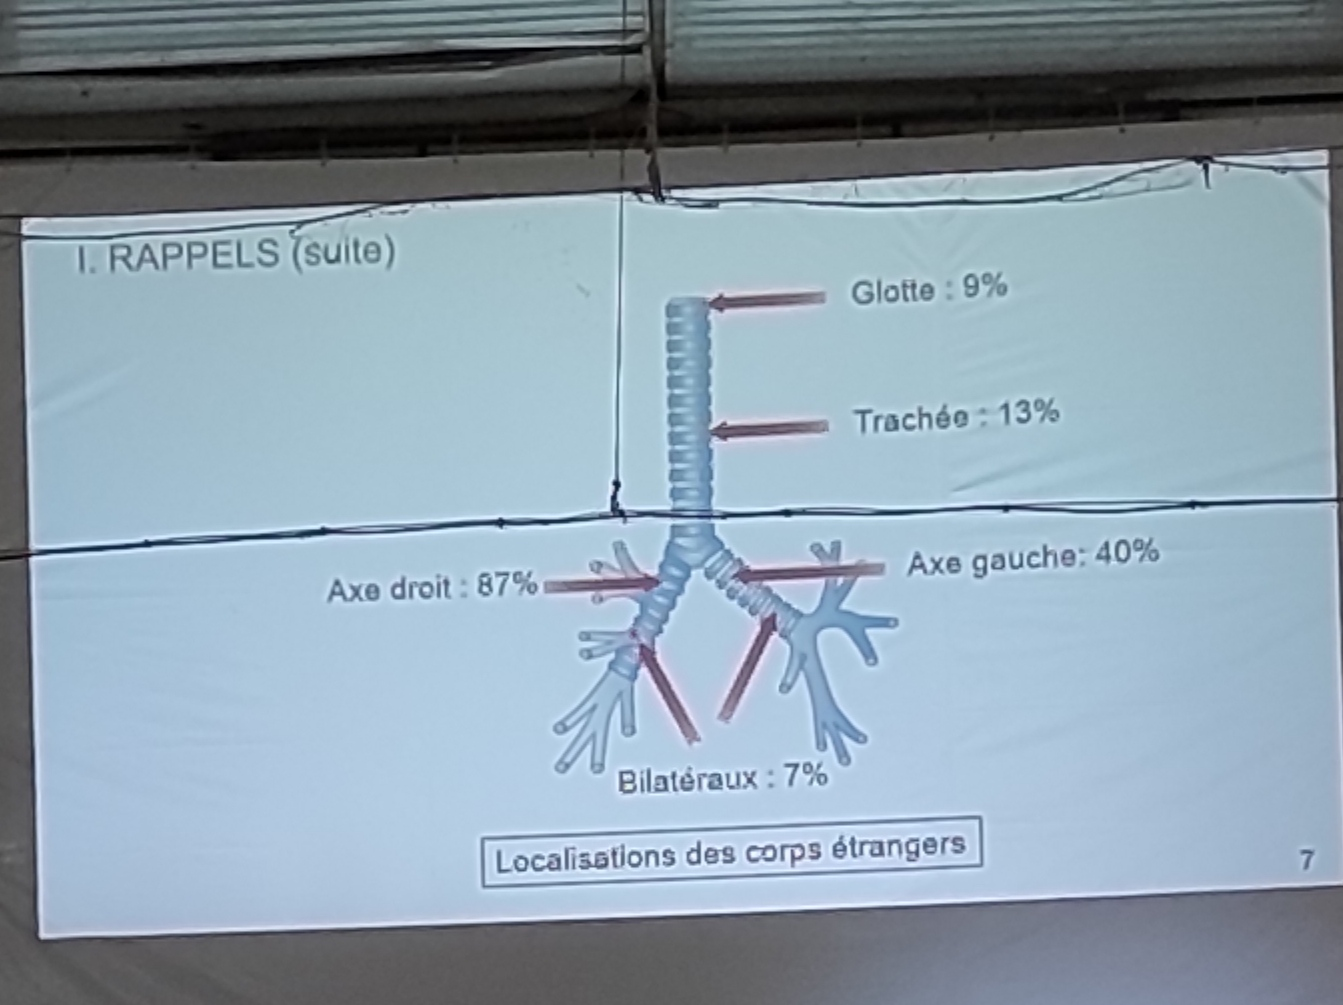 I. RAPPELS (suite)
Glotte : 9%
Trachée : 13%
Axe droit : 87%
Axe gauche: 40%
Bilatéraux : 7%
Localisations des corps étrangers
7